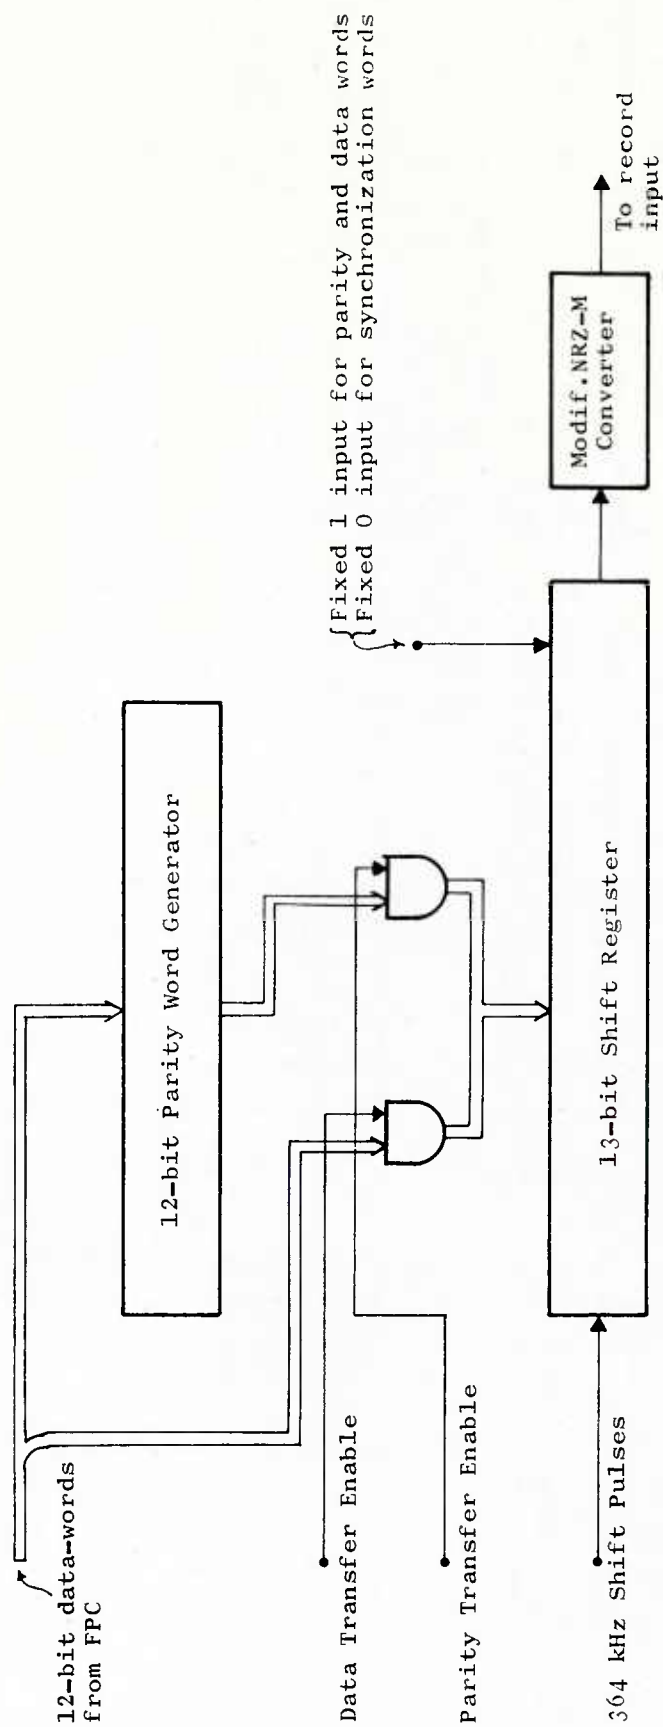 12-bit data-words
from FPC
12-bit Parity Word Generator
Data Transfer Enable
Parity Transfer Enable
{Fixed 1 input for parity and data words
Fixed 0 input for synchronization words
364 kHz Shift Pulses
13-bit Shift Register
Modif.NRZ-M
Converter
To record
input